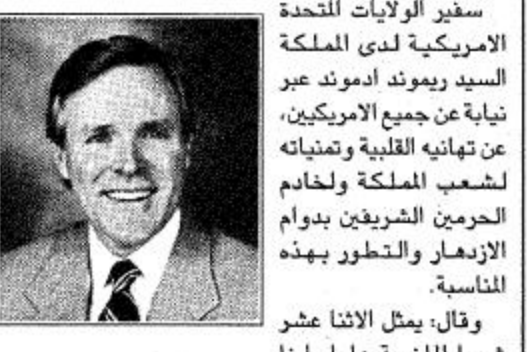 سفير الولايات المتحدة
الامريكية لدى المملكة
السيد ريموند ادموند عبر
نيابة عن جميع الامريكيين،
عن تهانيه القلبية وتمنياته
لشعب المملكة ولخادم
الحرمين الشريفين بدوام
الازدهار والتطور بهذه
المناسبة.
وقال: يمثل الاثنا عشر